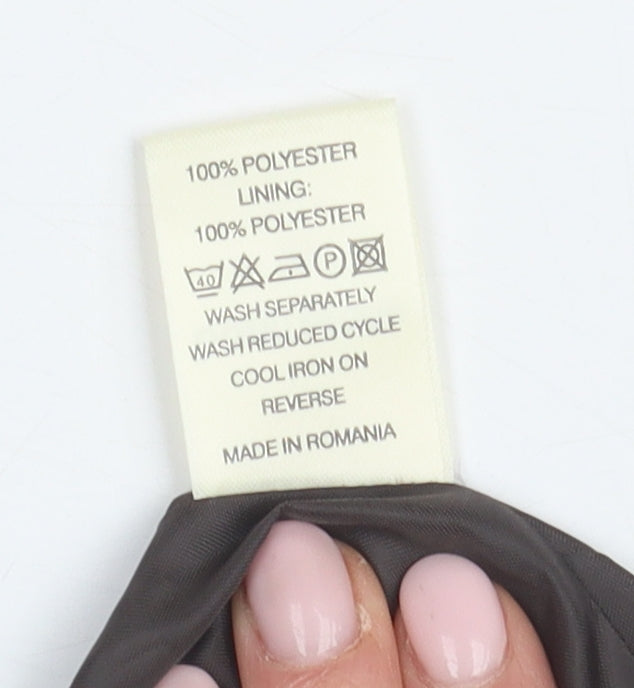 100% POLYESTER
LINING:
100% POLYESTER
40 P
WASH SEPARATELY
WASH REDUCED CYCLE
COOL IRON ON
REVERSE
MADE IN ROMANIA